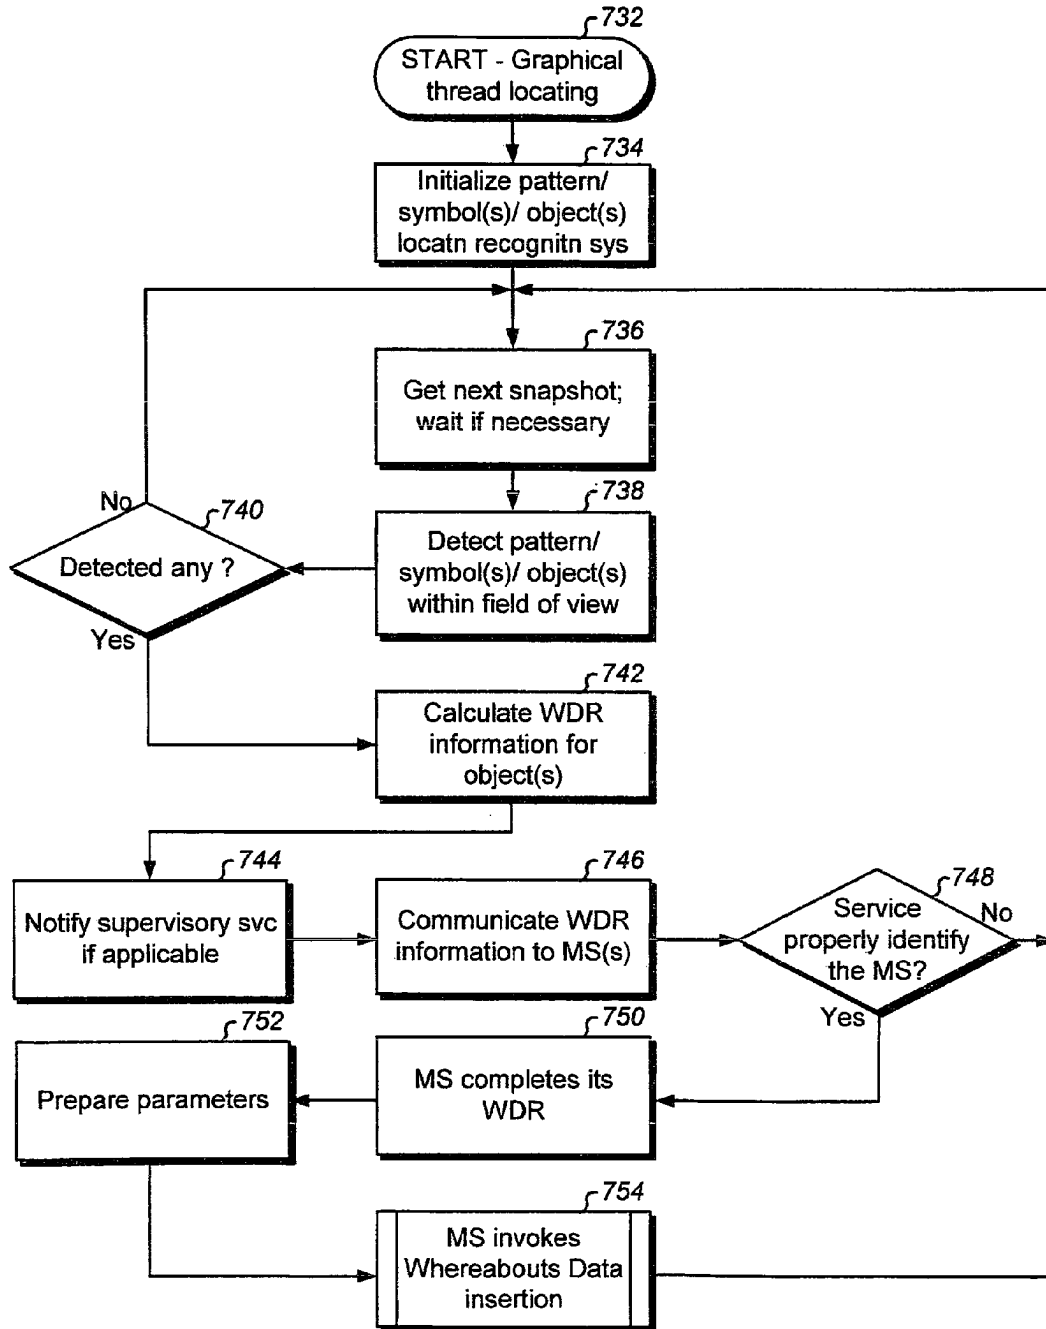 732
START - Graphical
thread locating
734
Initialize pattern/
symbol(s)/ object(s)
locatn recognitn sys
736
Get next snapshot;
wait if necessary
738
Detect pattern/
symbol(s)/ object(s)
within field of view
No
740
Detected any ?
Yes
742
Calculate WDR
information for
object(s)
744
Notify supervisory svc
if applicable
746
Communicate WDR
information to MS(s)
748
Service
properly identify
the MS?
No
Yes
750
MS completes its
WDR
752
Prepare parameters
754
MS invokes
Whereabouts Data
insertion